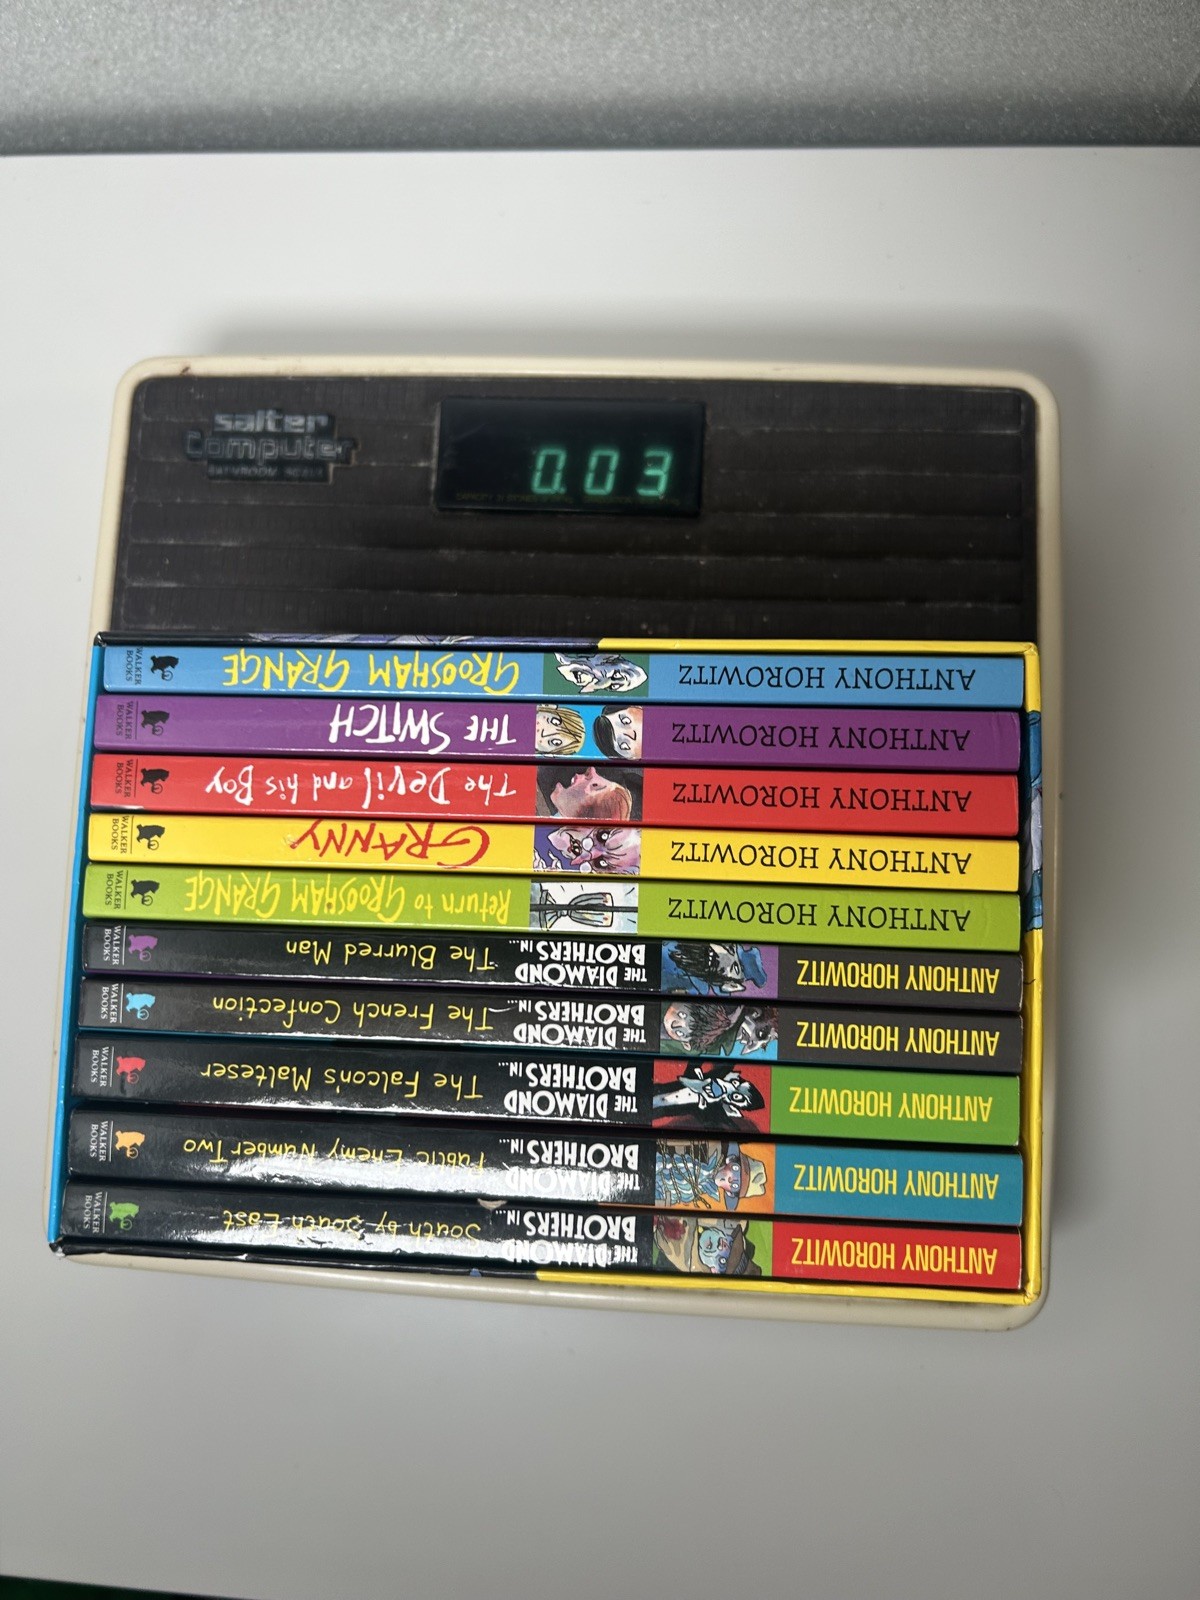 salter
Computer
BATHROOM SCALE
0.03
ANTHONY HOROWITZ GROOSHAM GRANGE WALKER BOOKS
ANTHONY HOROWITZ THE SWITCH WALKER BOOKS
ANTHONY HOROWITZ The Devil and his Boy WALKER BOOKS
ANTHONY HOROWITZ GRANNY WALKER BOOKS
ANTHONY HOROWITZ Return to GROOSHAM GRANGE WALKER BOOKS
ANTHONY HOROWITZ THE DIAMOND BROTHERS IN... The Blurred Man WALKER BOOKS
ANTHONY HOROWITZ THE DIAMOND BROTHERS IN... The French Confection WALKER BOOKS
ANTHONY HOROWITZ THE DIAMOND BROTHERS IN... The Falcon's Malteser WALKER BOOKS
ANTHONY HOROWITZ THE DIAMOND BROTHERS IN... Public Enemy Number Two WALKER BOOKS
ANTHONY HOROWITZ THE DIAMOND BROTHERS IN... South by South East WALKER BOOKS